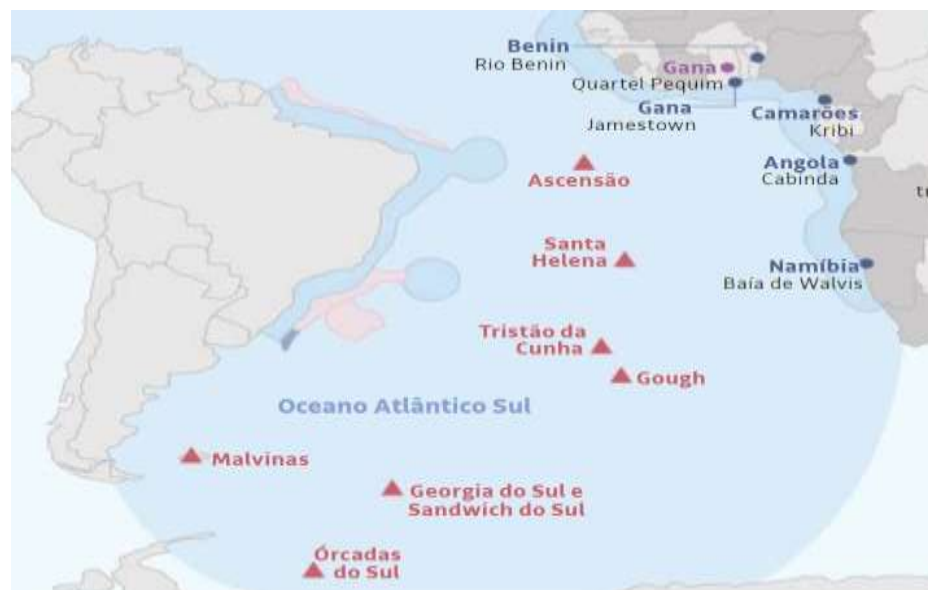 Benin
Rio Benin
Gana
Quartel Pequim
Gana
Jamestown
Camarões
Kribi
Angola
Cabinda
Ascensão
Santa
Helena
Namíbia
Baía de Walvis
Tristão da
Cunha
Gough
Oceano Atlântico Sul
Malvinas
Georgia do Sul e
Sandwich do Sul
Órcadas
do Sul